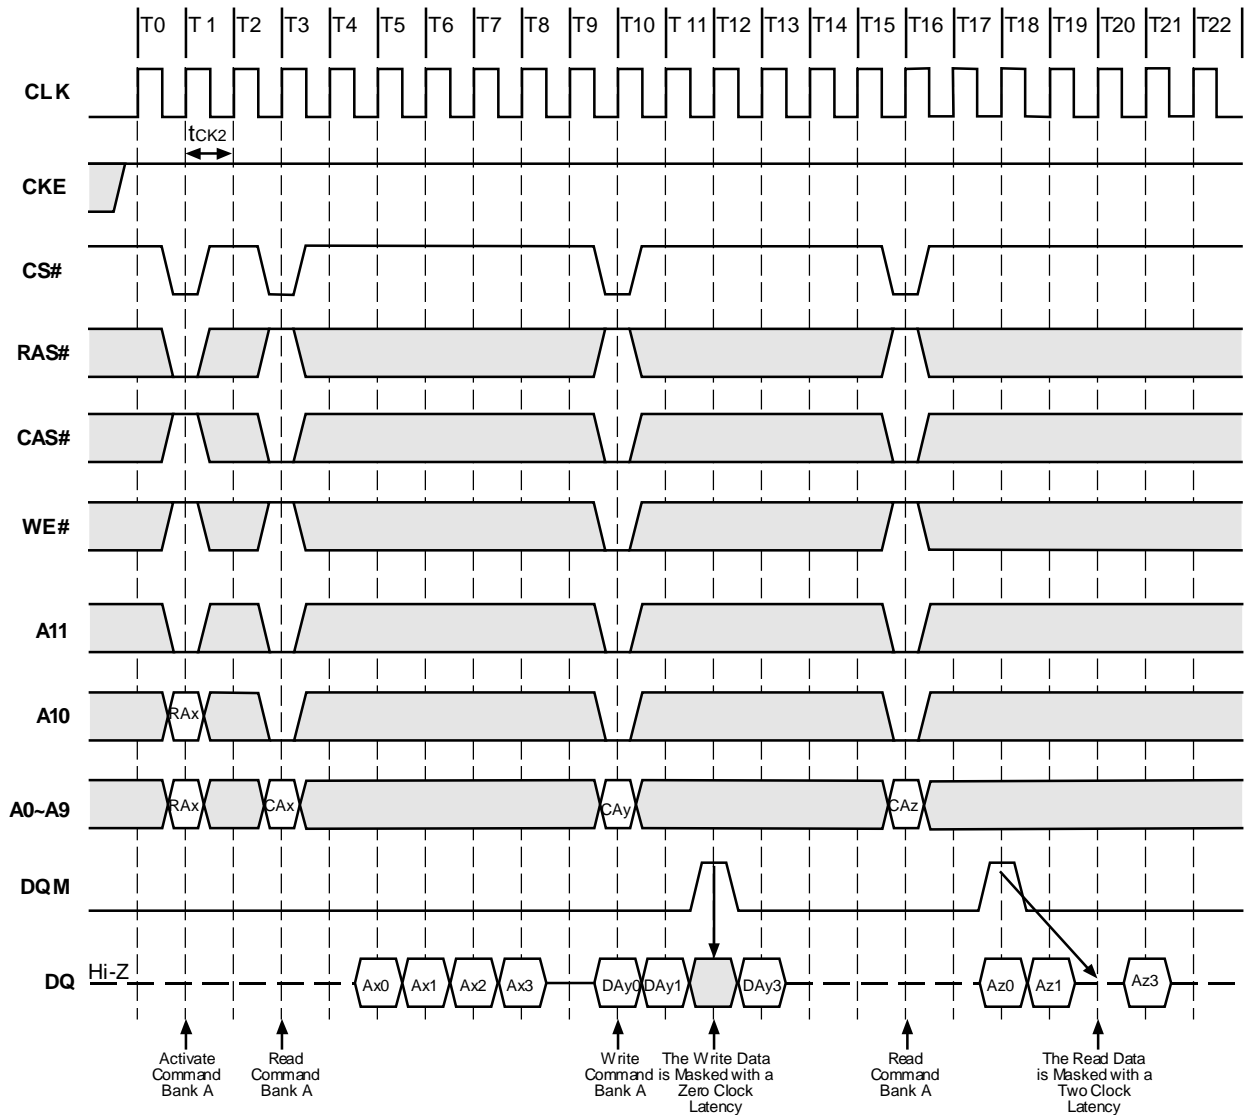 T0 T 1 T2 T3 T4 T5 T6 T7 T8 T9 T10 T 11 T12 T13 T14 T15 T16 T17 T18 T19 T20 T21 T22
CLK
tCK2
CKE
CS#
RAS#
CAS#
WE#
A11
A10 RAx
A0~A9 RAx CAx CAy CAz
DQM
DQ Hi-Z Ax0 Ax1 Ax2 Ax3 DAy0 DAy1 DAy3 Az0 Az1 Az3
Activate
Command
Bank A
Read
Command
Bank A
Write
Command
Bank A
The Write Data
is Masked with a
Zero Clock
Latency
Read
Command
Bank A
The Read Data
is Masked with a
Two Clock
Latency